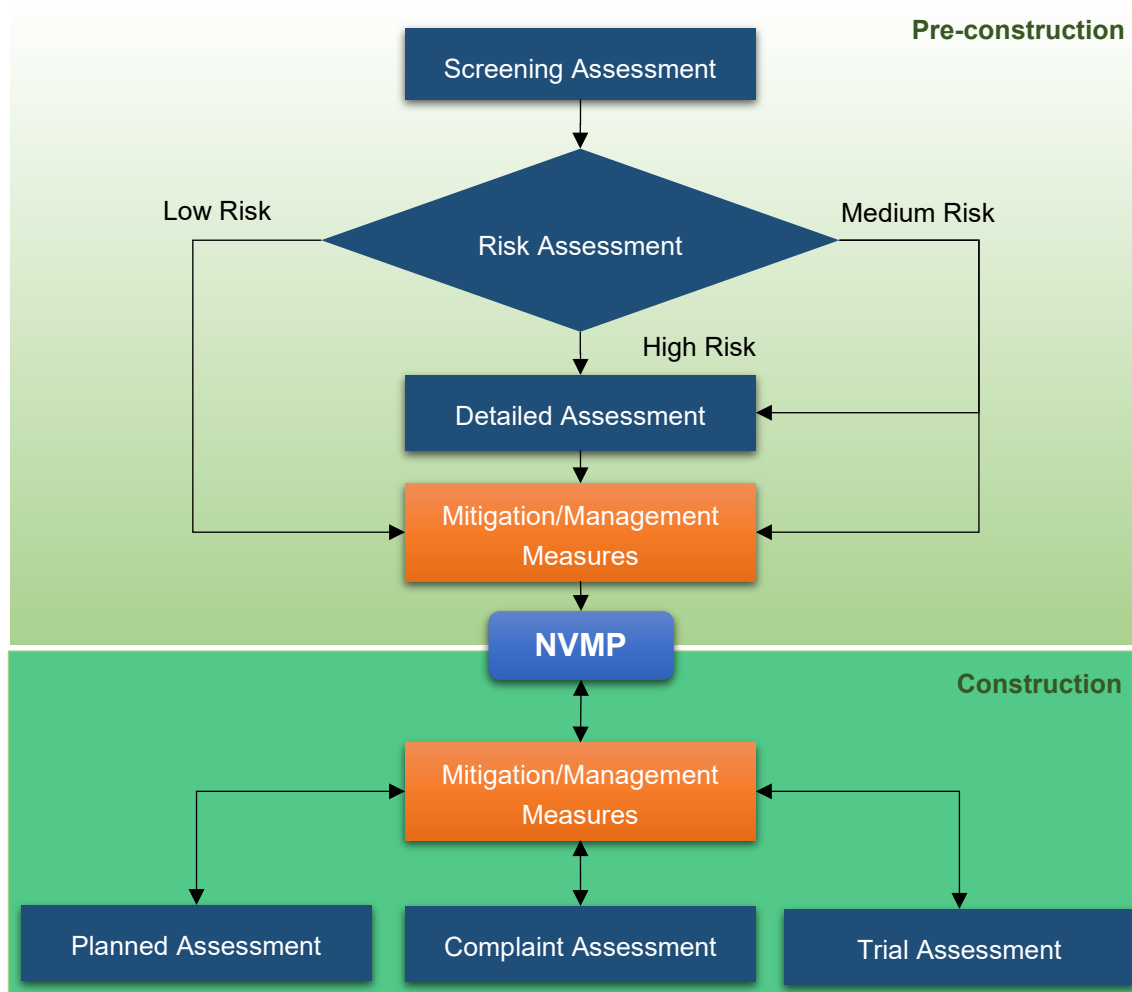 Pre-construction
Screening Assessment
Low Risk
Medium Risk
Risk Assessment
High Risk
Detailed Assessment
Mitigation/Management
Measures
NVMP
Construction
Mitigation/Management
Measures
Planned Assessment
Complaint Assessment
Trial Assessment